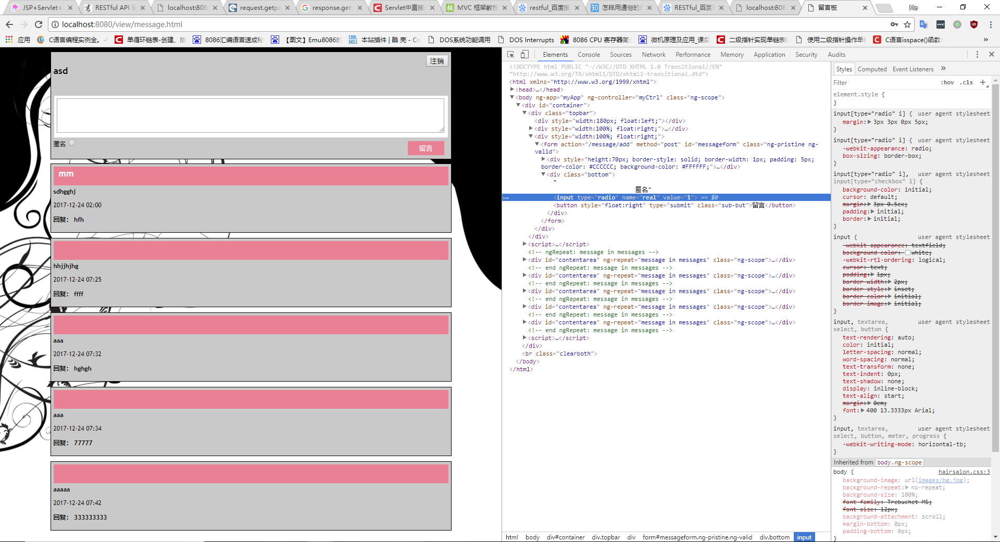 JSP+Servlet+
RESTful API 设
localhost:808
request.getpa
response.get
Servlet中直接
MVC 框架教程
restful_百度搜
怎样用通俗的语
RESTful_百度
localhost:808
留言板
He
localhost:8080/view/message.html
应用
C语言编程实例全。-
单循环链表-创建、插
8086汇编语言速成秘
【图文】Emu8086的
本站插件 | 酷 壳 - Co
DOS系统功能调用
DOS Interrupts
8086 CPU 寄存器简
微机原理及应用_课后
二级指针实现单链表
使用二级指针操作单
C语言isspace()函数:
»
注销
asd
匿名
留言
mm
sdhgghj
2017-12-24 02:00
回复: hfh
hhjjhjhg
2017-12-24 07:25
回复: ffff
aaa
2017-12-24 07:32
回复: hghgh
aaa
2017-12-24 07:34
回复: 77777
aaaaa
2017-12-24 07:42
回复: 333333333
Elements Console Sources Network Performance Memory Application Security Audits
<!DOCTYPE html PUBLIC "-//W3C//DTD XHTML 1.0 Transitional//EN"
"http://www.w3.org/TR/xhtml1/DTD/xhtml1-transitional.dtd">
<html xmlns="http://www.w3.org/1999/xhtml">
<head>…</head>
<body ng-app="myApp" ng-controller="myCtrl" class="ng-scope">
<div id="container">
<div class="topbar">
<div style="width:180px; float:left;"></div>
<div style="width:100%; float:right;">…</div>
<div style="width:100%; float:right;">
<form action="/message/add" method="post" id="messageform" class="ng-pristine ng-
valid">
<div style="height:70px; border-style: solid; border-width: 1px; padding: 5px;
border-color: #CCCCCC; background-color: #FFFFFF;">…</div>
<div class="bottom">
"
匿名"
… <input type="radio" name="real" value="1"> == $0
<button style="float:right" type="submit" class="sub-but">留言</button>
</div>
</form>
</div>
</div>
<script>…</script>
<!-- ngRepeat: message in messages -->
<div id="contentarea" ng-repeat="message in messages" class="ng-scope">…</div>
<!-- end ngRepeat: message in messages -->
<div id="contentarea" ng-repeat="message in messages" class="ng-scope">…</div>
<!-- end ngRepeat: message in messages -->
<div id="contentarea" ng-repeat="message in messages" class="ng-scope">…</div>
<!-- end ngRepeat: message in messages -->
<div id="contentarea" ng-repeat="message in messages" class="ng-scope">…</div>
<!-- end ngRepeat: message in messages -->
<div id="contentarea" ng-repeat="message in messages" class="ng-scope">…</div>
<!-- end ngRepeat: message in messages -->
<script>…</script>
</div>
<br class="clearboth">
</body>
</html>
html body div#container div.topbar div form#messageform.ng-pristine.ng-valid div.bottom input
Styles Computed Event Listeners »
Filter :hov .cls +
element.style {
}
input[type="radio" i] { user agent stylesheet
margin: 3px 3px 0px 5px;
}
input[type="radio" i] { user agent stylesheet
-webkit-appearance: radio;
box-sizing: border-box;
}
input[type="radio" i], user agent stylesheet
input[type="checkbox" i] {
background-color: initial;
cursor: default;
margin: 3px 0.5ex;
padding: initial;
border: initial;
}
input { user agent stylesheet
-webkit-appearance: textfield;
background-color: white;
-webkit-rtl-ordering: logical;
cursor: text;
padding: 1px;
border-width: 2px;
border-style: inset;
border-color: initial;
border-image: initial;
}
input, textarea, user agent stylesheet
select, button {
text-rendering: auto;
color: initial;
letter-spacing: normal;
word-spacing: normal;
text-transform: none;
text-indent: 0px;
text-shadow: none;
display: inline-block;
text-align: start;
margin: 0em;
font: 400 13.3333px Arial;
}
input, textarea, user agent stylesheet
select, button, meter, progress {
-webkit-writing-mode: horizontal-tb;
}
Inherited from body.ng-scope
body { hairsalon.css:3
background-image: url(images/bg.jpg);
background-repeat: no-repeat;
background-size: 100%;
font-family: Trebuchet MS;
font-size: 12px;
background-attachment: scroll;
margin-bottom: 0px;
padding-bottom: 0px;
}